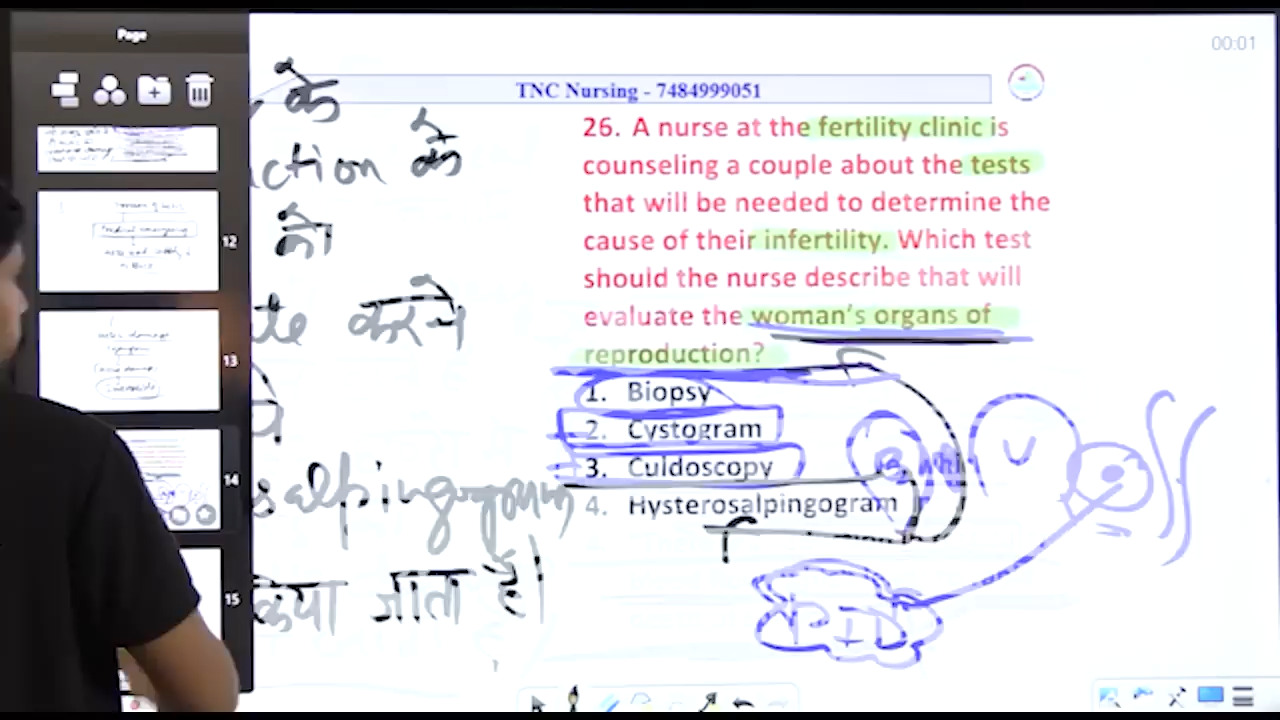 Page
00:01
TNC Nursing - 7484999051
26. A nurse at the fertility clinic is
counseling a couple about the tests
that will be needed to determine the
cause of their infertility. Which test
should the nurse describe that will
evaluate the woman's organs of
reproduction?
1. Biopsy
2. Cystogram
3. Culdoscopy
4. Hysterosalpingogram
के
ction के
को
te करने
salpingogram
किया जाता है।
12
13
14
15
PID